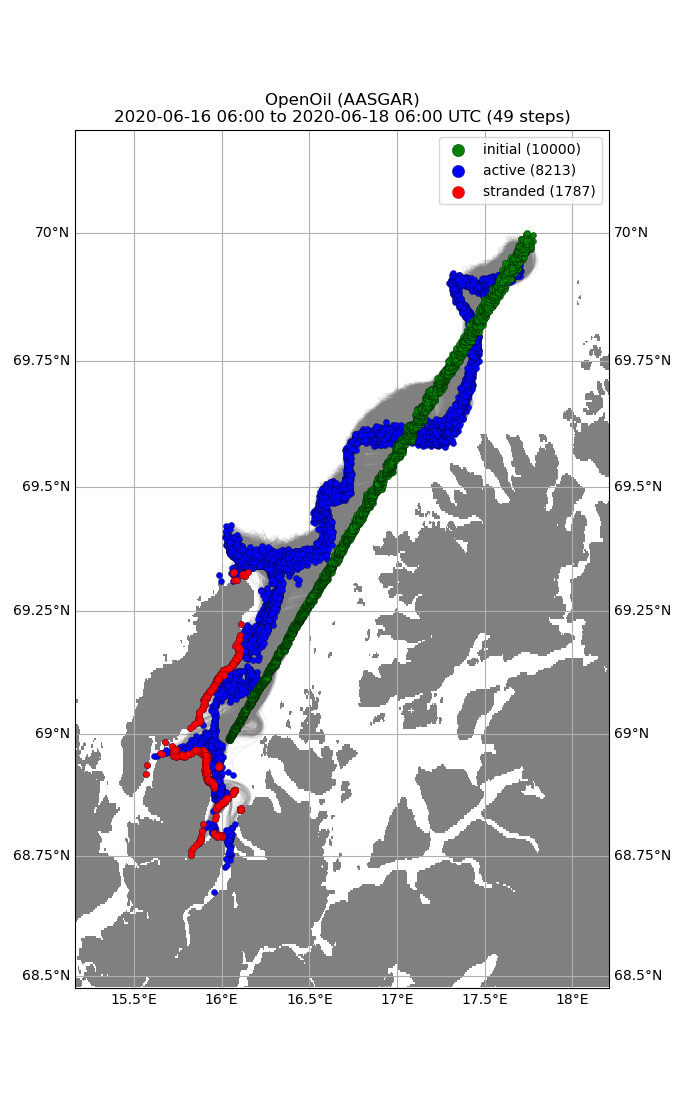 OpenOil (AASGAR)
2020-06-16 06:00 to 2020-06-18 06:00 UTC (49 steps)
initial (10000)
active (8213)
stranded (1787)
70°N 70°N
69.75°N 69.75°N
69.5°N 69.5°N
69.25°N 69.25°N
69°N 69°N
68.75°N 68.75°N
68.5°N 68.5°N
15.5°E 16°E 16.5°E 17°E 17.5°E 18°E